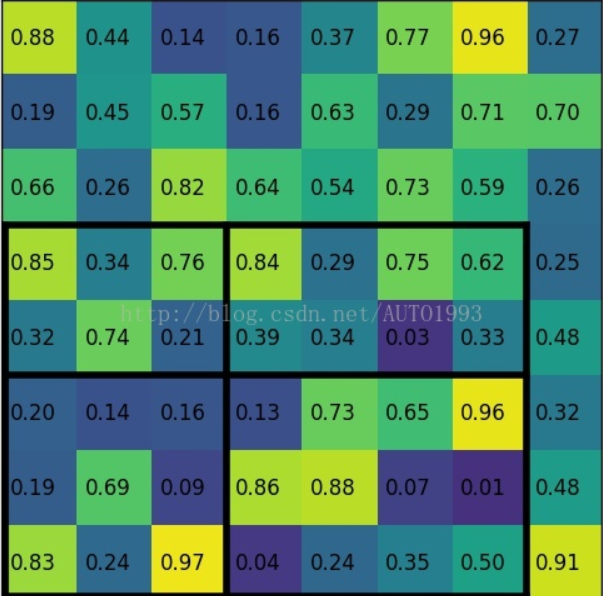 0.88 0.44 0.14 0.16 0.37 0.77 0.96 0.27
0.19 0.45 0.57 0.16 0.63 0.29 0.71 0.70
0.66 0.26 0.82 0.64 0.54 0.73 0.59 0.26
0.85 0.34 0.76 0.84 0.29 0.75 0.62 0.25
http://blog.csdn.net/AUTO1993
0.32 0.74 0.21 0.39 0.34 0.03 0.33 0.48
0.20 0.14 0.16 0.13 0.73 0.65 0.96 0.32
0.19 0.69 0.09 0.86 0.88 0.07 0.01 0.48
0.83 0.24 0.97 0.04 0.24 0.35 0.50 0.91